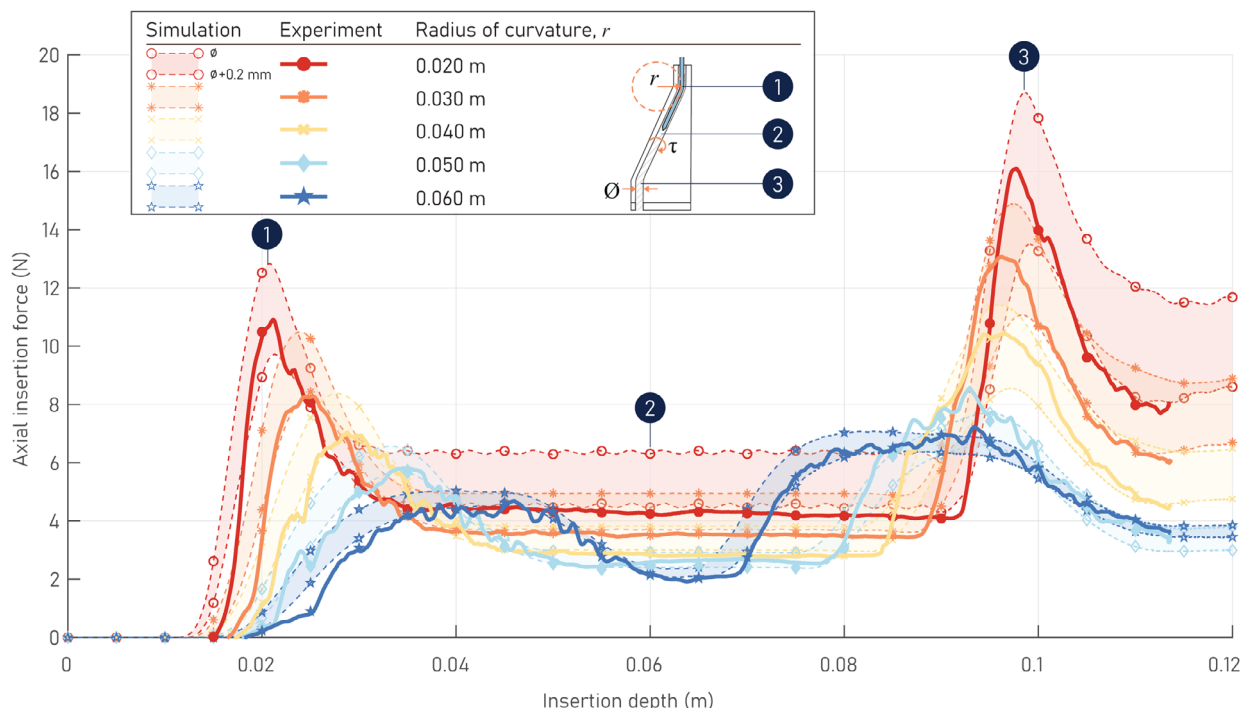 Simulation Experiment Radius of curvature, r
ø
ø+0.2 mm
0.020 m
0.030 m
0.040 m
0.050 m
0.060 m
r
τ
Ø
1
2
3
1
2
3
Axial insertion force (N)
20
18
16
14
12
10
8
6
4
2
0
0 0.02 0.04 0.06 0.08 0.1 0.12
Insertion depth (m)